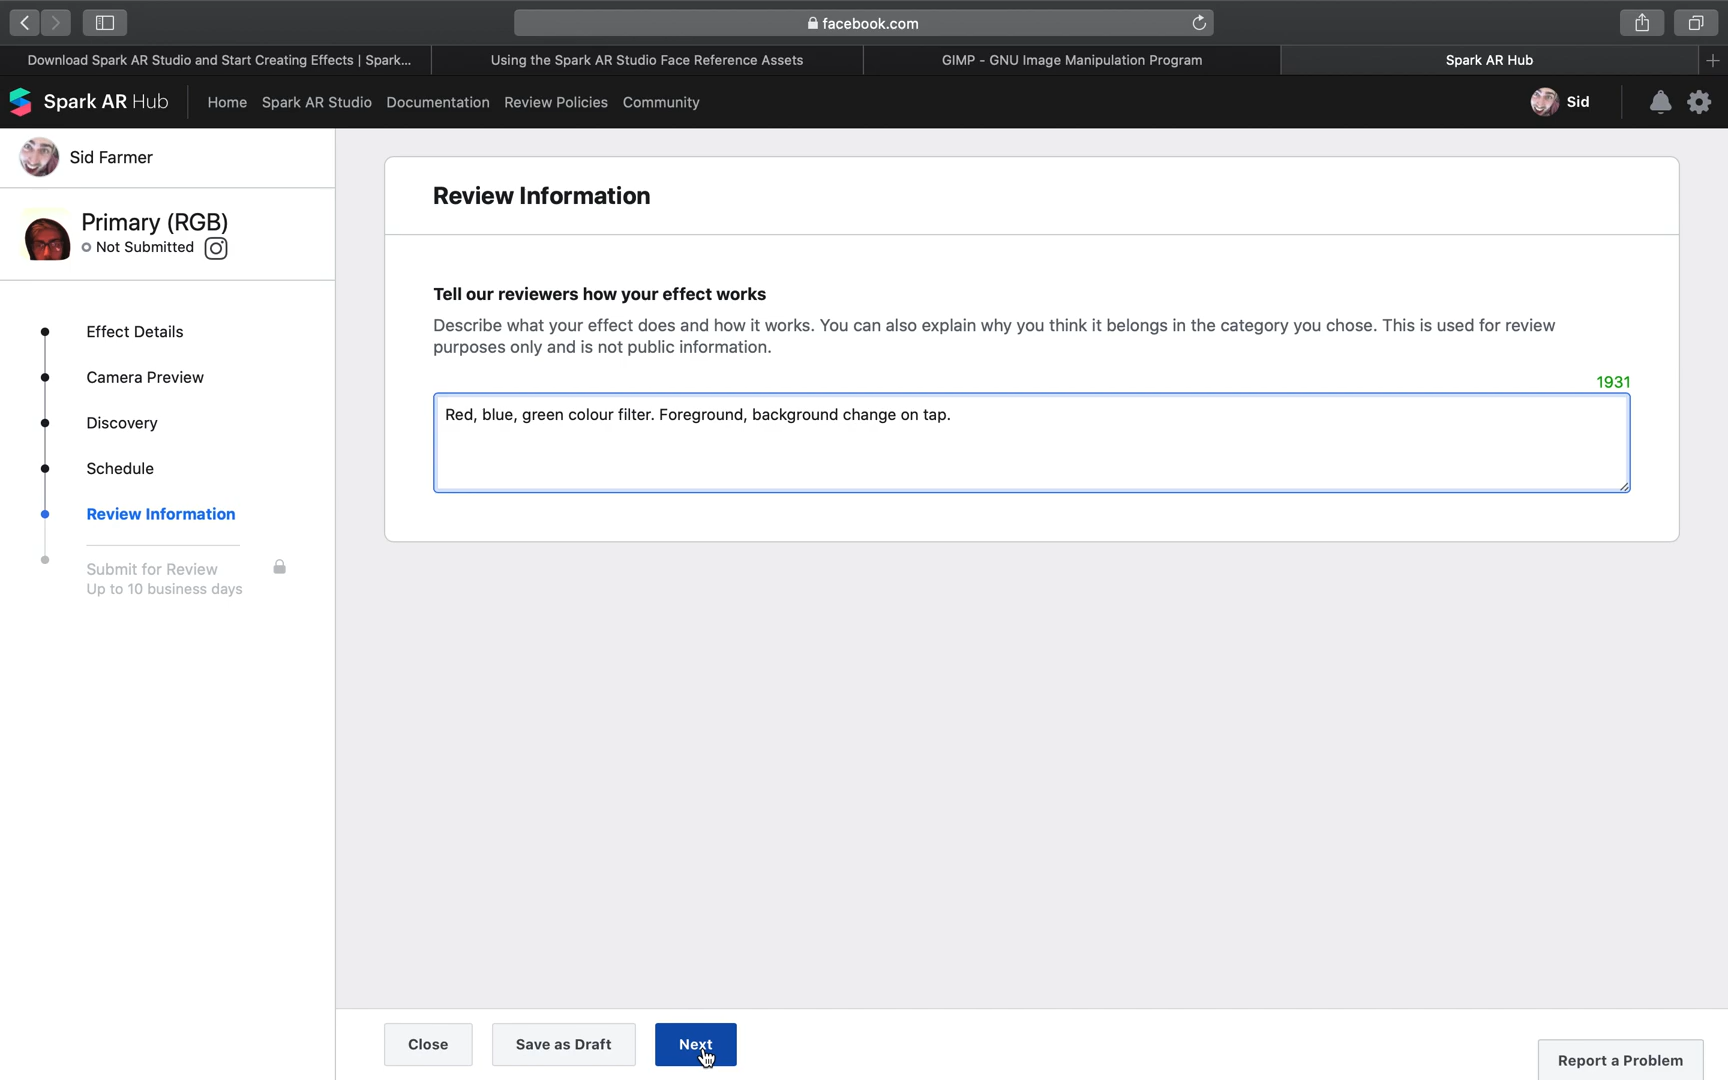 facebook.com
Download Spark AR Studio and Start Creating Effects | Spark...
Using the Spark AR Studio Face Reference Assets
GIMP - GNU Image Manipulation Program
Spark AR Hub
Spark AR Hub
Home
Spark AR Studio
Documentation
Review Policies
Community
Sid
Sid Farmer
Primary (RGB)
Not Submitted
Effect Details
Camera Preview
Discovery
Schedule
Review Information
Submit for Review
Up to 10 business days
Review Information
Tell our reviewers how your effect works
Describe what your effect does and how it works. You can also explain why you think it belongs in the category you chose. This is used for review
purposes only and is not public information.
1931
Red, blue, green colour filter. Foreground, background change on tap.
Close
Save as Draft
Next
Report a Problem